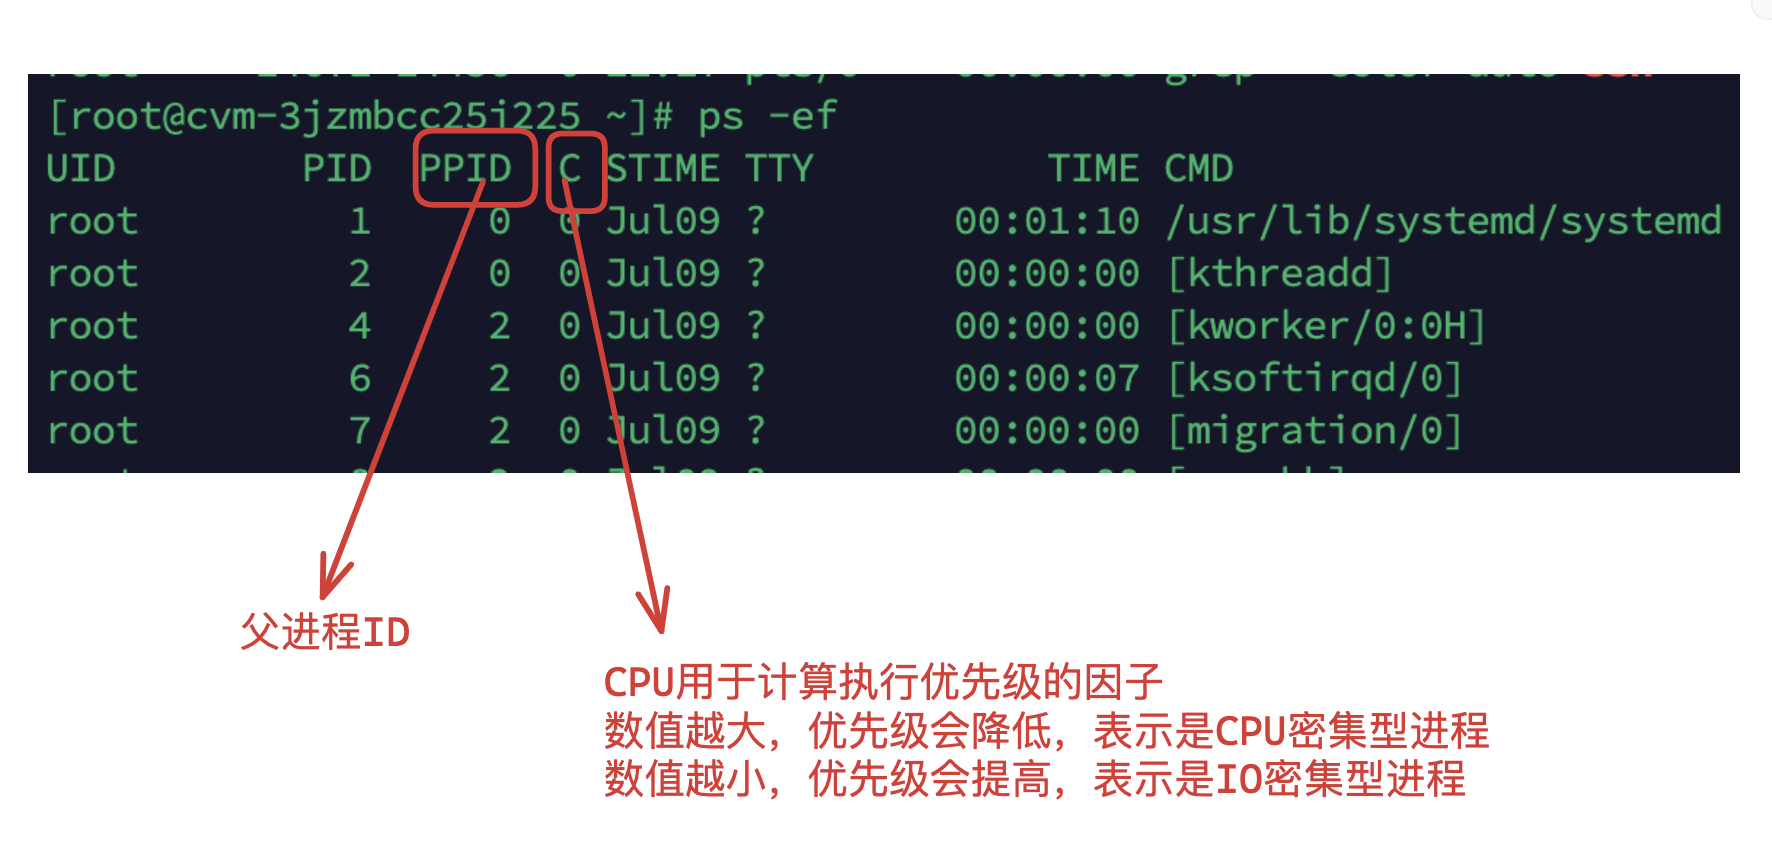 [root@cvm-3jzmbcc25i225 ~]# ps -ef
UID PID PPID C STIME TTY TIME CMD
root 1 0 0 Jul09 ? 00:01:10 /usr/lib/systemd/systemd
root 2 0 0 Jul09 ? 00:00:00 [kthreadd]
root 4 2 0 Jul09 ? 00:00:00 [kworker/0:0H]
root 6 2 0 Jul09 ? 00:00:07 [ksoftirqd/0]
root 7 2 0 Jul09 ? 00:00:00 [migration/0]
父进程ID
CPU用于计算执行优先级的因子
数值越大，优先级会降低，表示是CPU密集型进程
数值越小，优先级会提高，表示是IO密集型进程